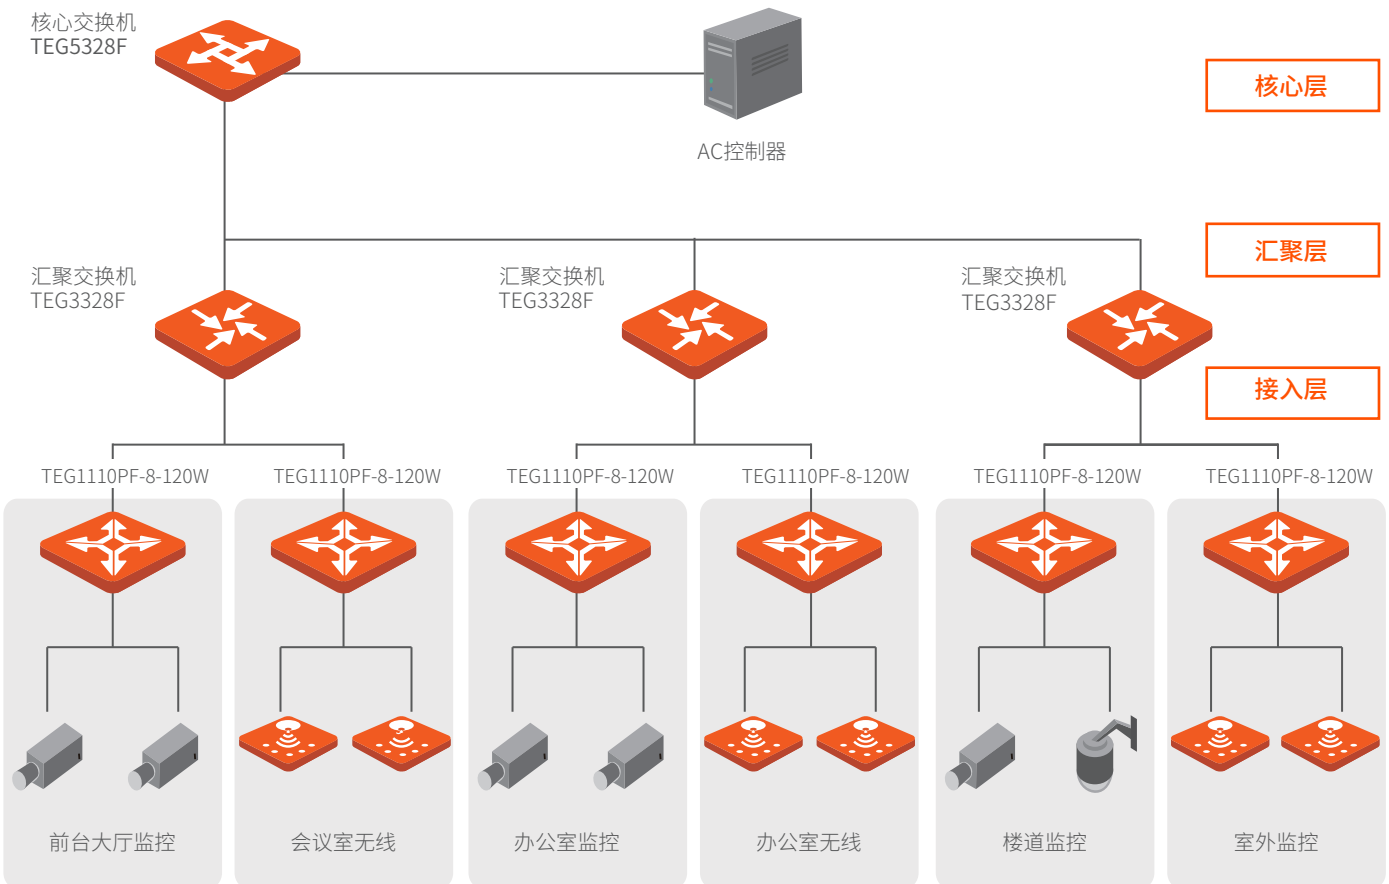 核心交换机
TEG5328F
核心层
AC控制器
汇聚层
汇聚交换机
TEG3328F
汇聚交换机
TEG3328F
汇聚交换机
TEG3328F
接入层
TEG1110PF-8-120W
TEG1110PF-8-120W
TEG1110PF-8-120W
TEG1110PF-8-120W
TEG1110PF-8-120W
TEG1110PF-8-120W
前台大厅监控
会议室无线
办公室监控
办公室无线
楼道监控
室外监控